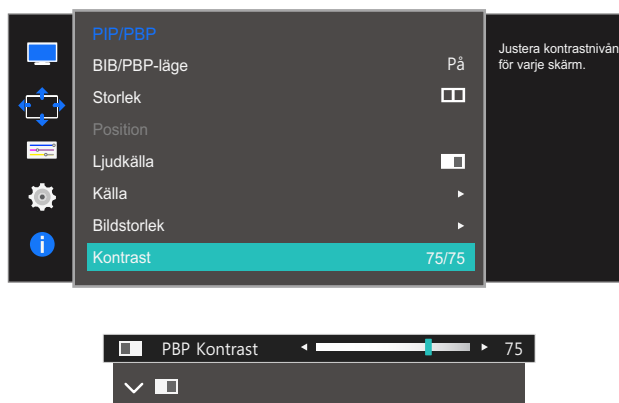 PIP/PBP
BIB/PBP-läge På
Storlek
Position
Ljudkälla
Källa
Bildstorlek
Kontrast 75/75
Justera kontrastnivån
för varje skärm.
PBP Kontrast 75